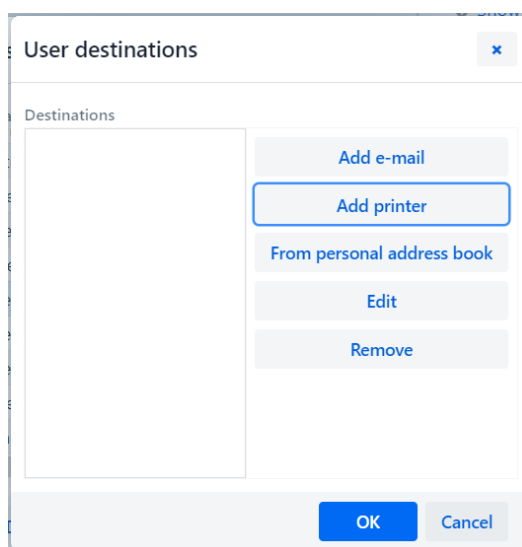 User destinations
Destinations
Add e-mail
Add printer
From personal address book
Edit
Remove
OK
Cancel